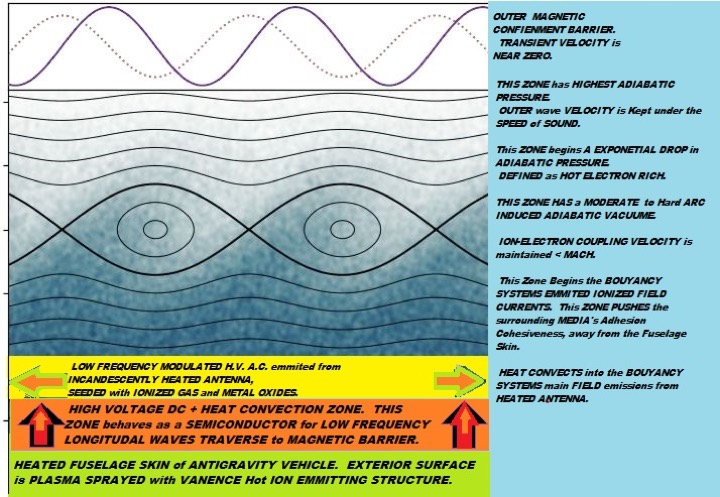 OUTER MAGNETIC
CONFIENMENT BARRIER.
TRANSIENT VELOCITY is
NEAR ZERO.
THIS ZONE has HIGHEST ADIABATIC
PRESSURE.
OUTER wave VELOCITY is Kept under the
SPEED of SOUND.
This ZONE begins A EXPONETIAL DROP in
ADIABATIC PRESSURE.
DEFINED as HOT ELECTRON RICH.
THIS ZONE HAS a MODERATE to Hard ARC
INDUCED ADIABATIC VACUUME.
ION-ELECTRON COUPLING VELOCITY is
maintained < MACH.
This Zone Begins the BOUYANCY
SYSTEMS EMMITED IONIZED FIELD
CURRENTS. This ZONE PUSHES the
surrounding MEDIA's Adhesion
Cohesiveness, away from the Fuselage
Skin.
HEAT CONVECTS into the BOUYANCY
SYSTEMS main FIELD emissions from
HEATED ANTENNA.
LOW FREQUENCY MODULATED H.V. A.C. emmited from
INCANDESCENTLY HEATED ANTENNA,
SEEDED with IONIZED GAS and METAL OXIDES.
HIGH VOLTAGE DC + HEAT CONVECTION ZONE. THIS
ZONE behaves as a SEMICONDUCTOR for LOW FREQUENCY
LONGITUDAL WAVES TRAVERSE to MAGNETIC BARRIER.
HEATED FUSELAGE SKIN of ANTIGRAVITY VEHICLE. EXTERIOR SURFACE
is PLASMA SPRAYED with VANENCE Hot ION EMMITTING STRUCTURE.